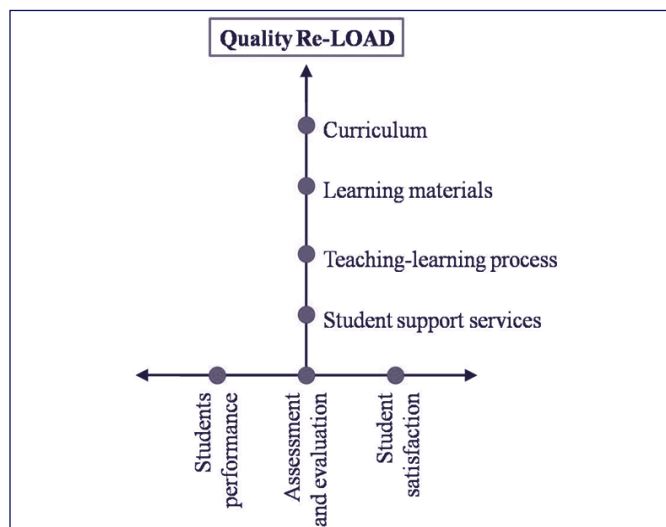 Quality Re-LOAD
Curriculum
Learning materials
Teaching-learning process
Student support services
Students
performance
Assessment
and evaluation
Student
satisfaction